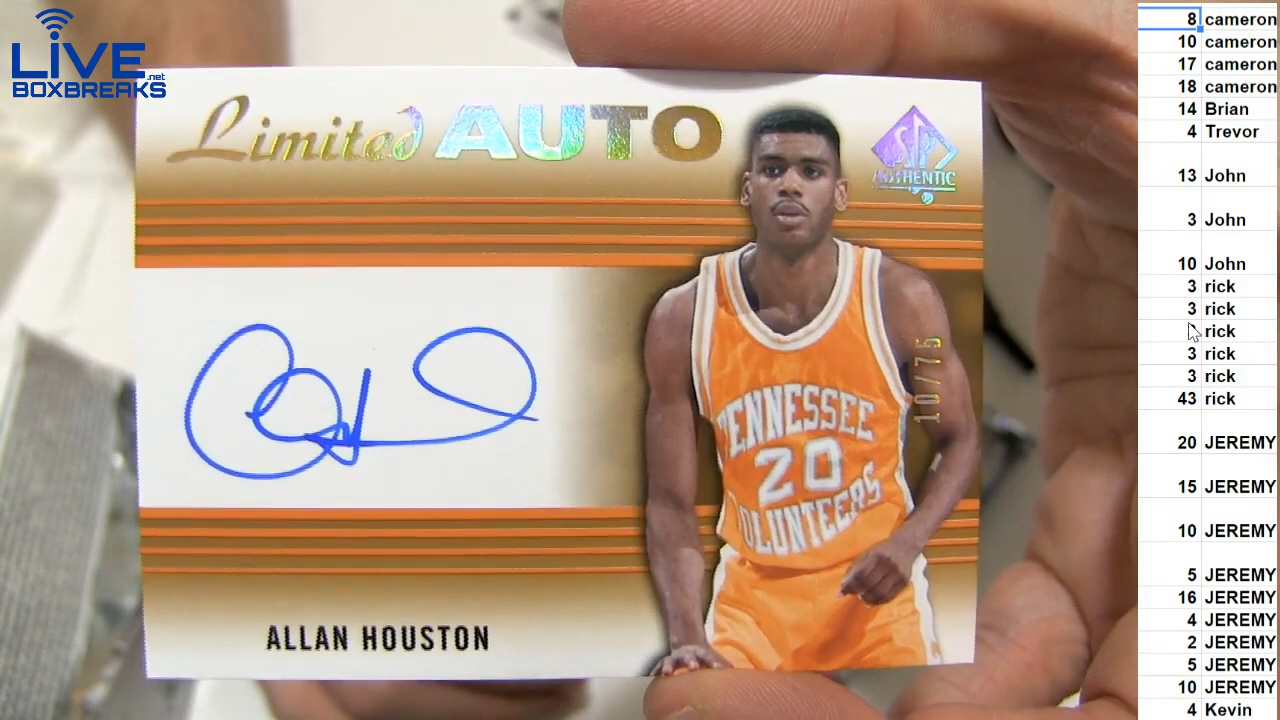 LiVE.net
BOXBREAKS
Limited AUTO
SP
AUTHENTIC
10/75
TENNESSEE
20
VOLUNTEERS
ALLAN HOUSTON
8 cameron
10 cameron
17 cameron
18 cameron
14 Brian
4 Trevor
13 John
3 John
10 John
3 rick
3 rick
rick
3 rick
3 rick
43 rick
20 JEREMY
15 JEREMY
10 JEREMY
5 JEREMY
16 JEREMY
4 JEREMY
2 JEREMY
5 JEREMY
10 JEREMY
4 Kevin